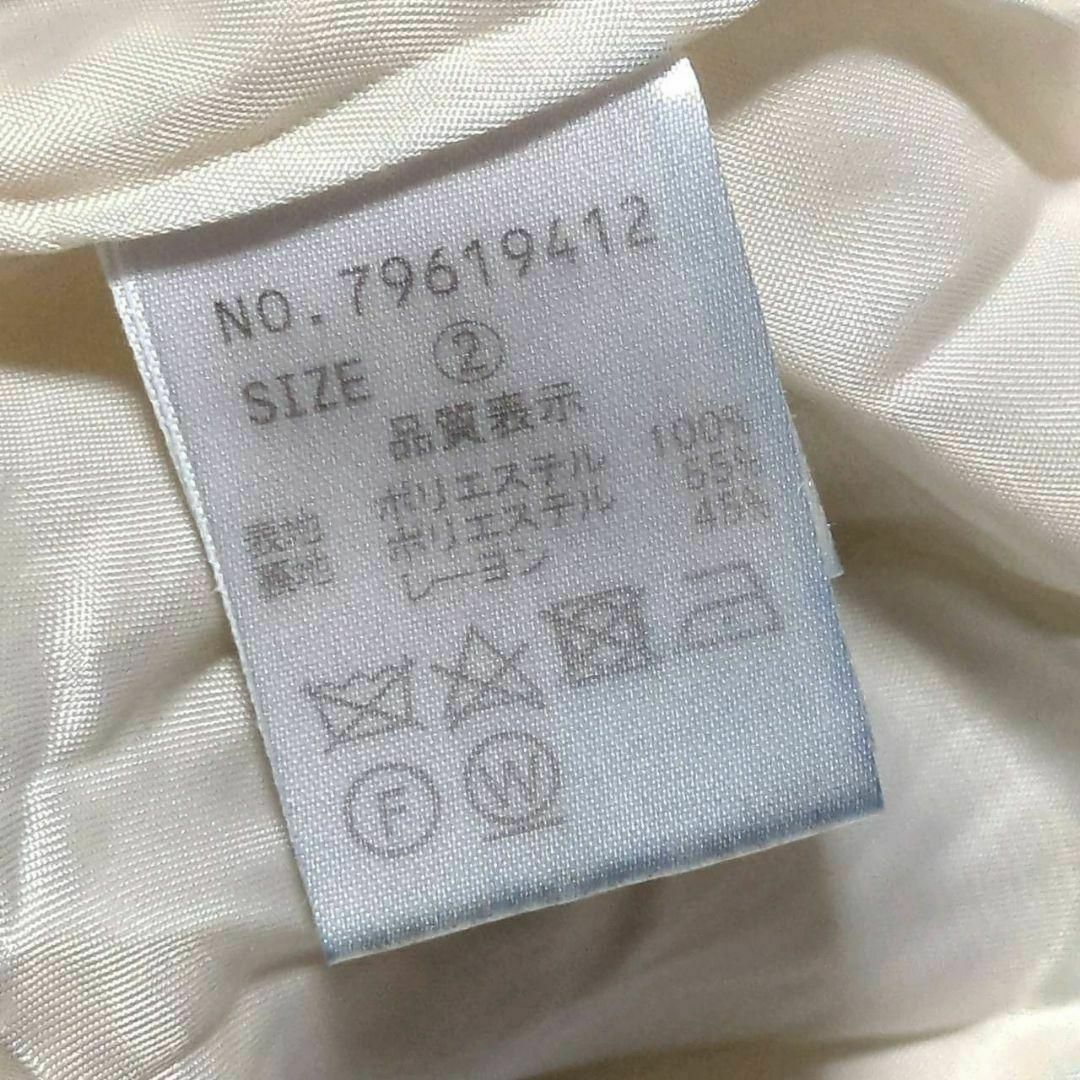 NO.79619412
SIZE ②
品質表示
表地 ポリエステル 100%
裏地 ポリエステル 55%
レーヨン 45%
F W